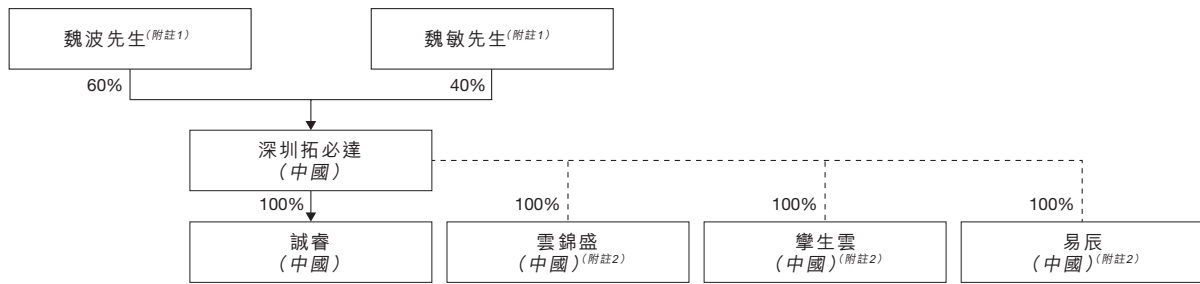 魏波先生(附註1)
魏敏先生(附註1)
60%
40%
深圳拓必達
(中國)
100%
100%
100%
100%
誠睿
(中國)
雲錦盛
(中國)(附註2)
攣生雲
(中國)(附註2)
易辰
(中國)(附註2)